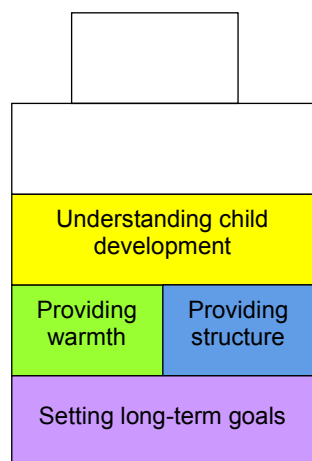 Understanding child
development
Providing
warmth
Providing
structure
Setting long-term goals